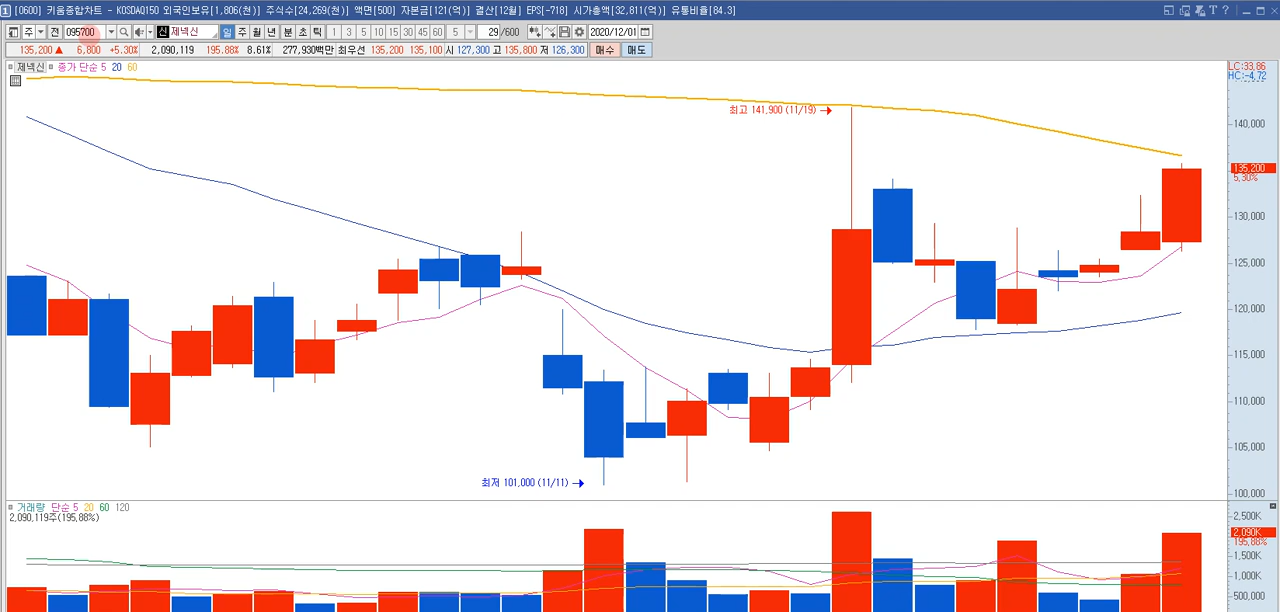 [0600] 키움종합차트 - KOSDAQ150 외국인보유[1,806(천)] 주식수[24,269(천)] 액면[500] 자본금[121(억)] 결산[12월] EPS[-718] 시가총액[32,811(억)] 유통비율[84.3]
주 전 095700 신 제넥신 일 주 월 년 분 초 틱 1 3 5 10 15 30 45 60 5 29 /600 2020/12/01
135,200 ▲ 6,800 +5.30% 2,090,119 195.88% 8.61% 277,930백만 최우선 135,200 135,100 시 127,300 고 135,800 저 126,300 매수 매도
제넥신 종가 단순 5 20 60
LC:33.86
HC:-4.72
최고 141,900 (11/19) →
140,000
135,200
5.30%
130,000
125,000
120,000
115,000
110,000
105,000
최저 101,000 (11/11) →
100,000
거래량 단순 5 20 60 120
2,090,119주(195.88%)
2,500K
2,090K
195.88%
1,500K
1,000K
500,000